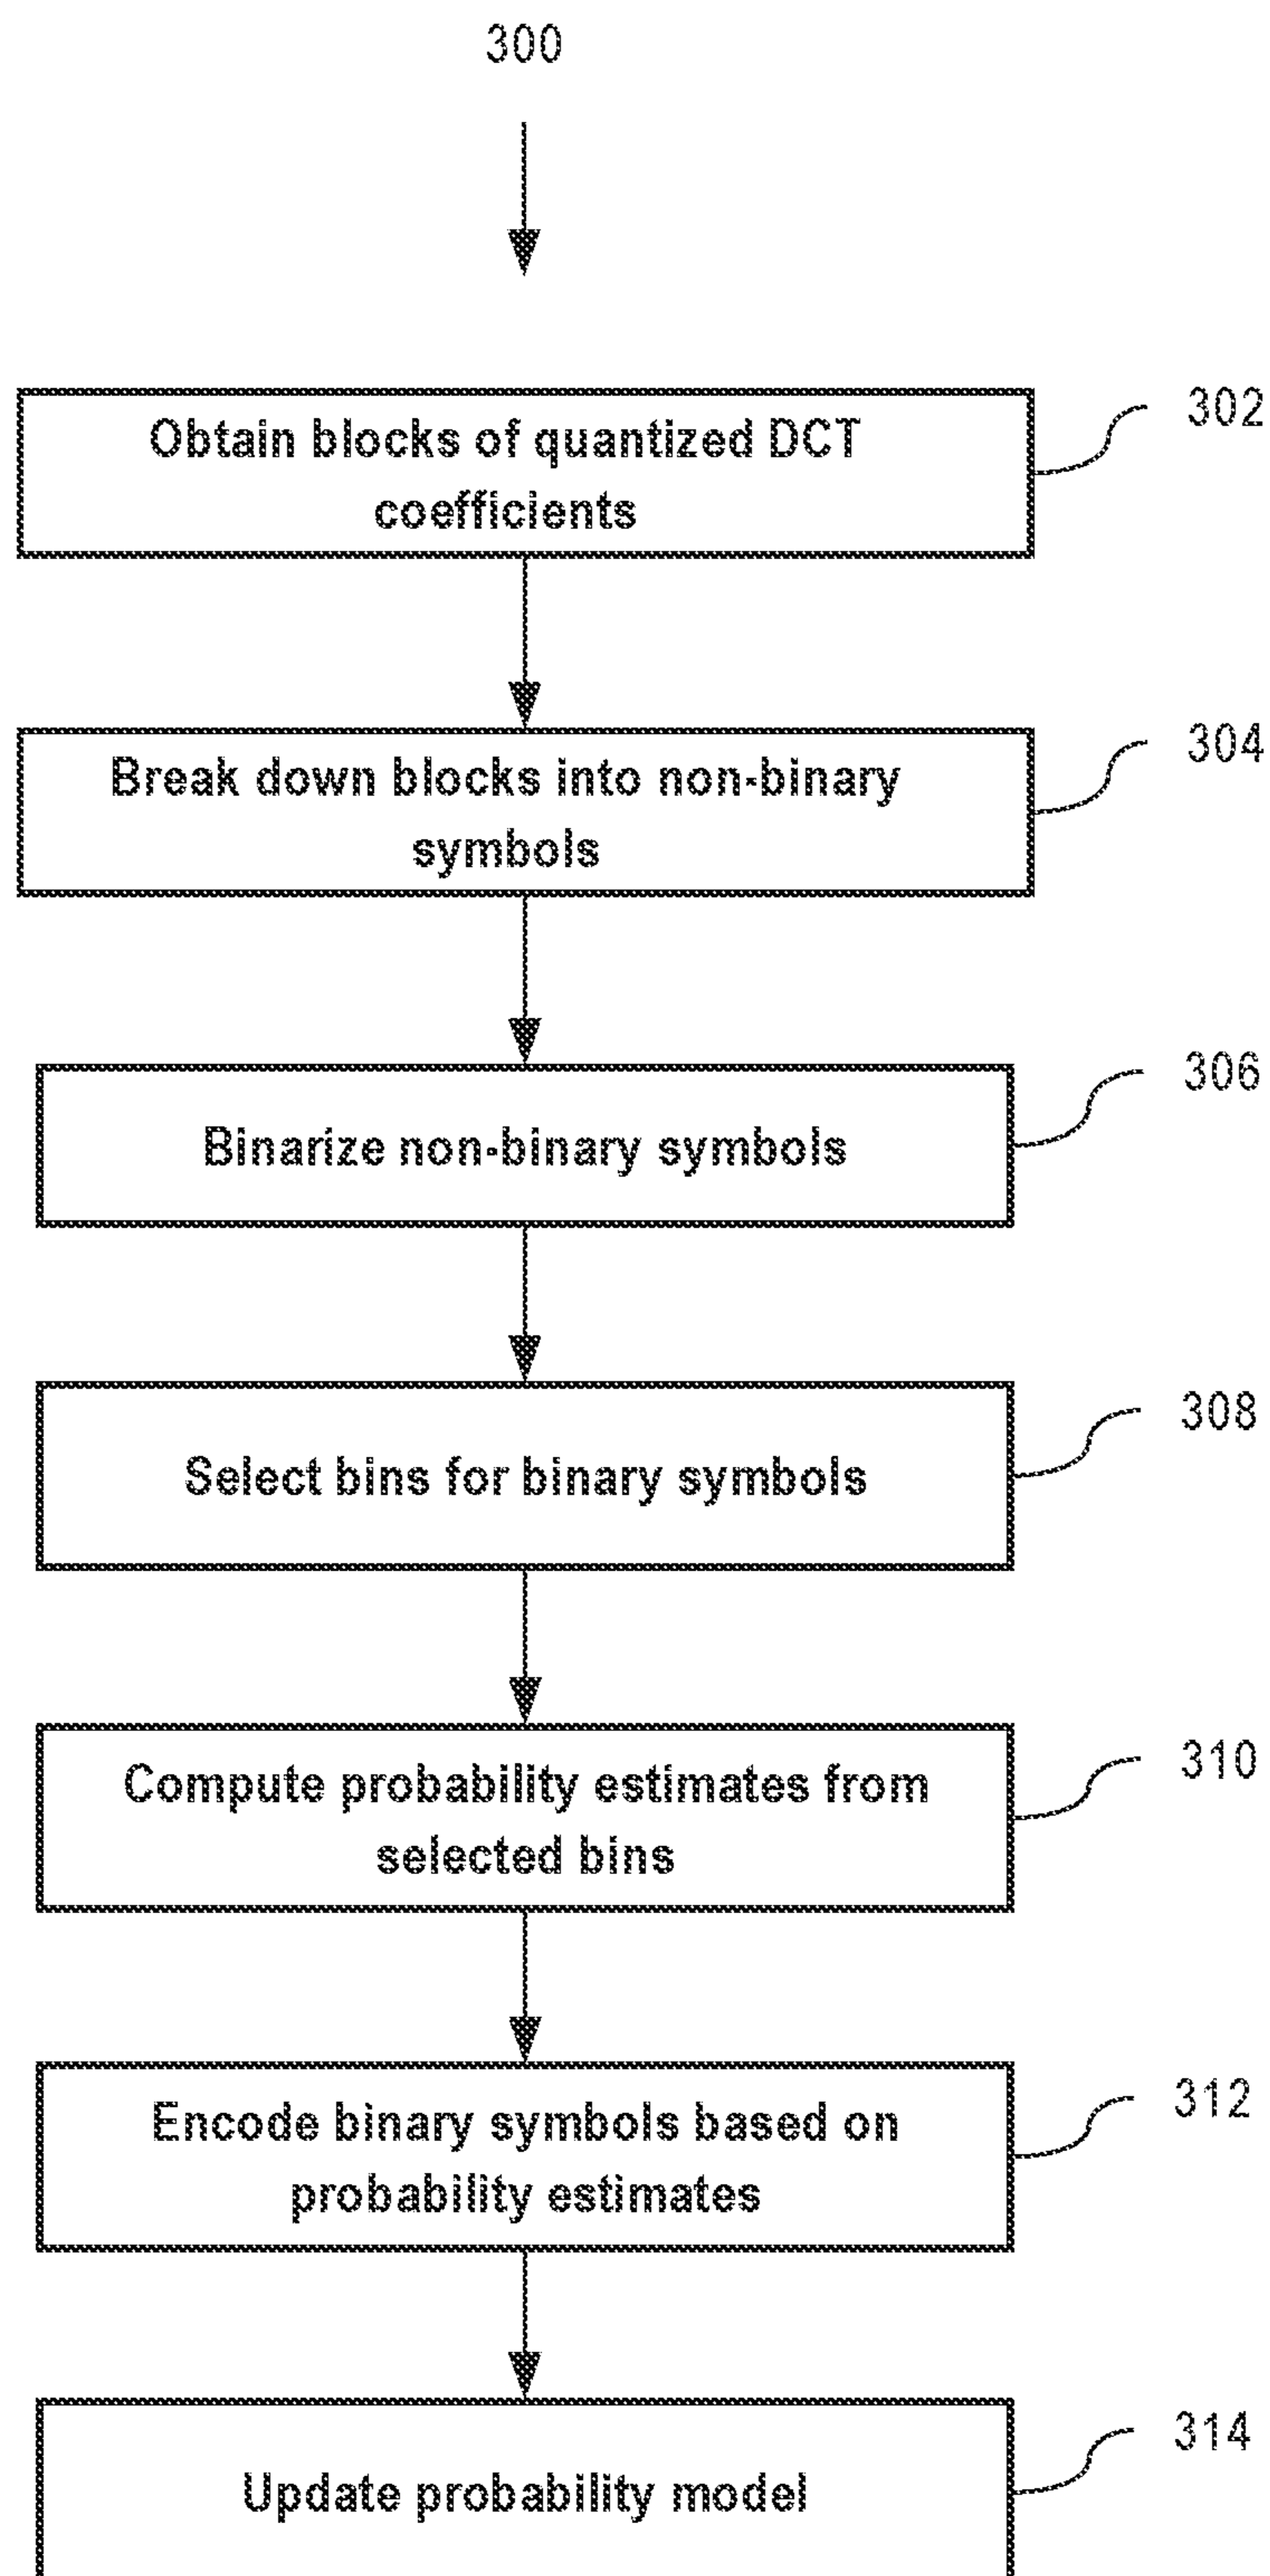 300
Obtain blocks of quantized DCT
coefficients
302
Break down blocks into non-binary
symbols
304
Binarize non-binary symbols
306
Select bins for binary symbols
308
Compute probability estimates from
selected bins
310
Encode binary symbols based on
probability estimates
312
Update probability model
314